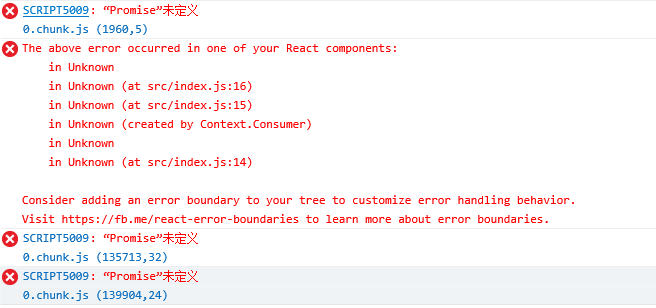 SCRIPT5009: “Promise”未定义
0.chunk.js (1960,5)
The above error occurred in one of your React components:
in Unknown
in Unknown (at src/index.js:16)
in Unknown (at src/index.js:15)
in Unknown (created by Context.Consumer)
in Unknown
in Unknown (at src/index.js:14)
Consider adding an error boundary to your tree to customize error handling behavior.
Visit https://fb.me/react-error-boundaries to learn more about error boundaries.
SCRIPT5009: “Promise”未定义
0.chunk.js (135713,32)
SCRIPT5009: “Promise”未定义
0.chunk.js (139904,24)